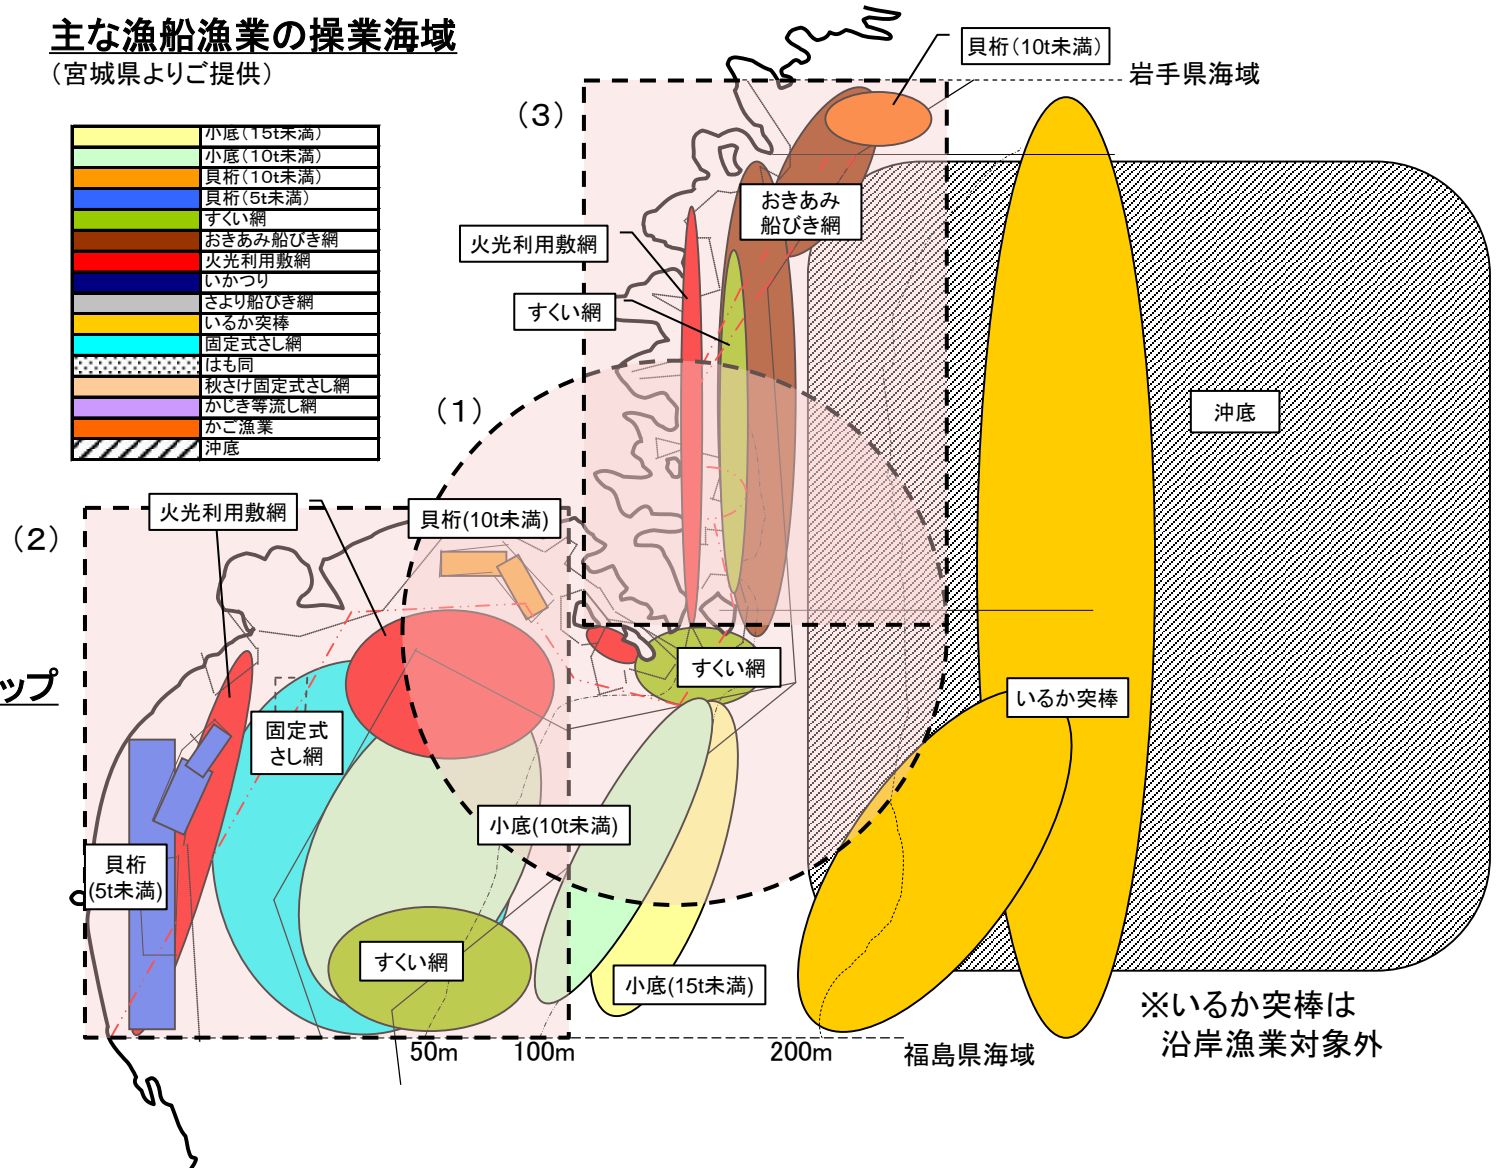 主な漁船漁業の操業海域
（宮城県よりご提供）
小底（15t未満）
小底（10t未満）
貝桁（10t未満）
貝桁（5t未満）
すくい網
おきあみ船びき網
火光利用敷網
いかつり
さより船びき網
いるか突棒
固定式さし網
はも同
秋さけ固定式さし網
かじき等流し網
かご漁業
沖底
貝桁（10t未満）
岩手県海域
（3）
おきあみ
船びき網
火光利用敷網
すくい網
（1）
沖底
火光利用敷網
貝桁(10t未満)
（2）
すくい網
ップ
いるか突棒
固定式
さし網
小底(10t未満)
貝桁
(5t未満)
すくい網
小底(15t未満)
※いるか突棒は
沿岸漁業対象外
50m
100m
200m
福島県海域